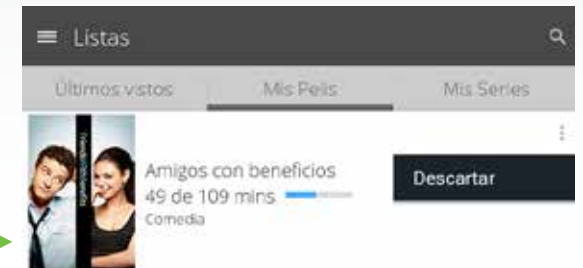 Listas
Últimos vistos
Mis Pelis
Mis Series
Amigos con beneficios
49 de 109 mins
Comedia
Descartar